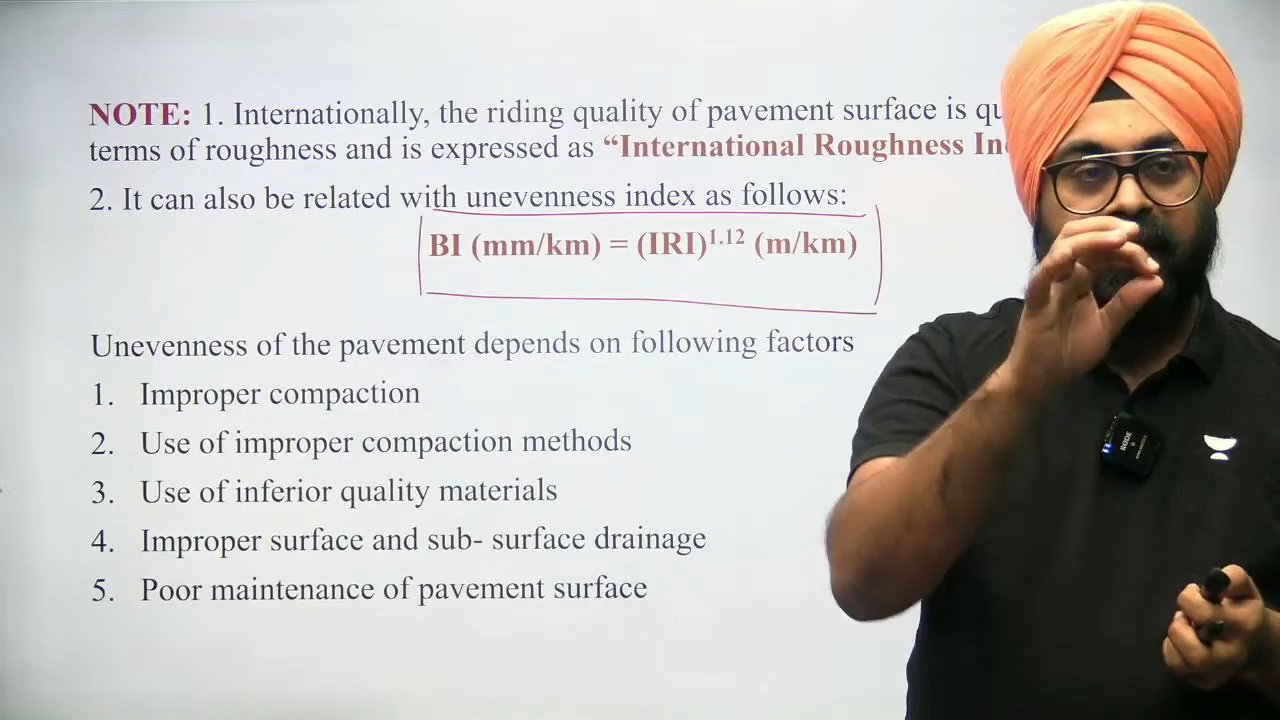 NOTE: 1. Internationally, the riding quality of pavement surface is
terms of roughness and is expressed as “International Roughness
2. It can also be related with unevenness index as follows:
BI (mm/km) = (IRI)^1.12 (m/km)
Unevenness of the pavement depends on following factors
1. Improper compaction
2. Use of improper compaction methods
3. Use of inferior quality materials
4. Improper surface and sub- surface drainage
5. Poor maintenance of pavement surface
RODE